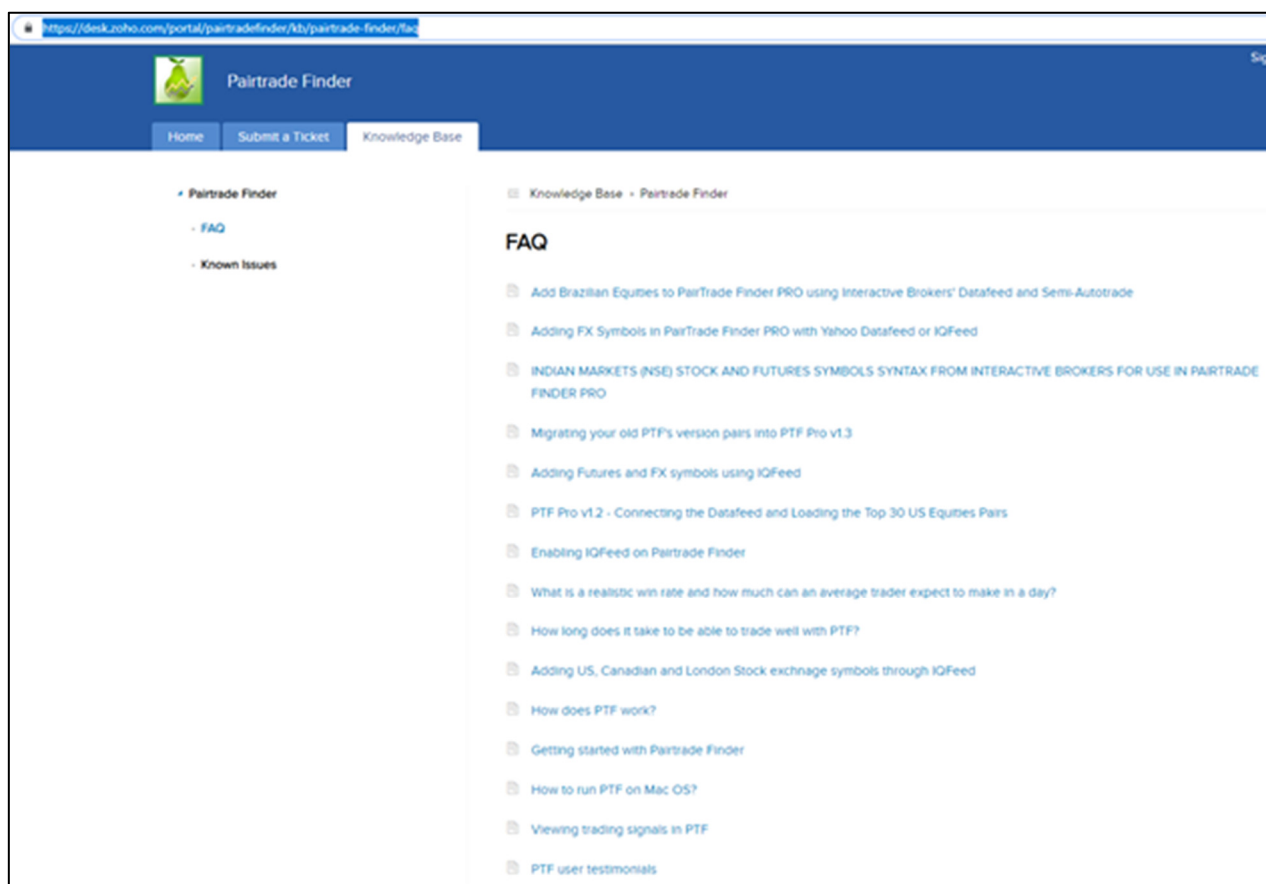 https://desk.zoho.com/portal/pairtradefinder/kb/pairtrade-finder/faq
Sig
Pairtrade Finder
Home
Submit a Ticket
Knowledge Base
Pairtrade Finder
- FAQ
- Known Issues
Knowledge Base • Pairtrade Finder
FAQ
Add Brazilian Equities to PairTrade Finder PRO using Interactive Brokers' Datafeed and Semi-Autotrade
Adding FX Symbols in PairTrade Finder PRO with Yahoo Datafeed or IQFeed
INDIAN MARKETS (NSE) STOCK AND FUTURES SYMBOLS SYNTAX FROM INTERACTIVE BROKERS FOR USE IN PAIRTRADE
FINDER PRO
Migrating your old PTF's version pairs into PTF Pro v1.3
Adding Futures and FX symbols using IQFeed
PTF Pro v1.2 - Connecting the Datafeed and Loading the Top 30 US Equities Pairs
Enabling IQFeed on Pairtrade Finder
What is a realistic win rate and how much can an average trader expect to make in a day?
How long does it take to be able to trade well with PTF?
Adding US, Canadian and London Stock exchnage symbols through IQFeed
How does PTF work?
Getting started with Pairtrade Finder
How to run PTF on Mac OS?
Viewing trading signals in PTF
PTF user testimonials